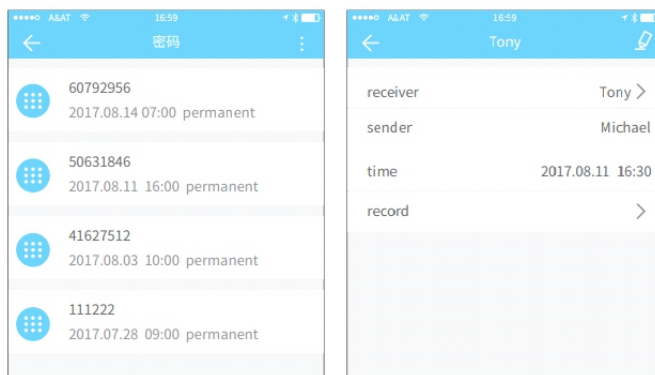 A&AT 16:59
密码
60792956
2017.08.14 07:00 permanent
50631846
2017.08.11 16:00 permanent
41627512
2017.08.03 10:00 permanent
111222
2017.07.28 09:00 permanent
A&AT 16:59
Tony
receiver Tony
sender Michael
time 2017.08.11 16:30
record